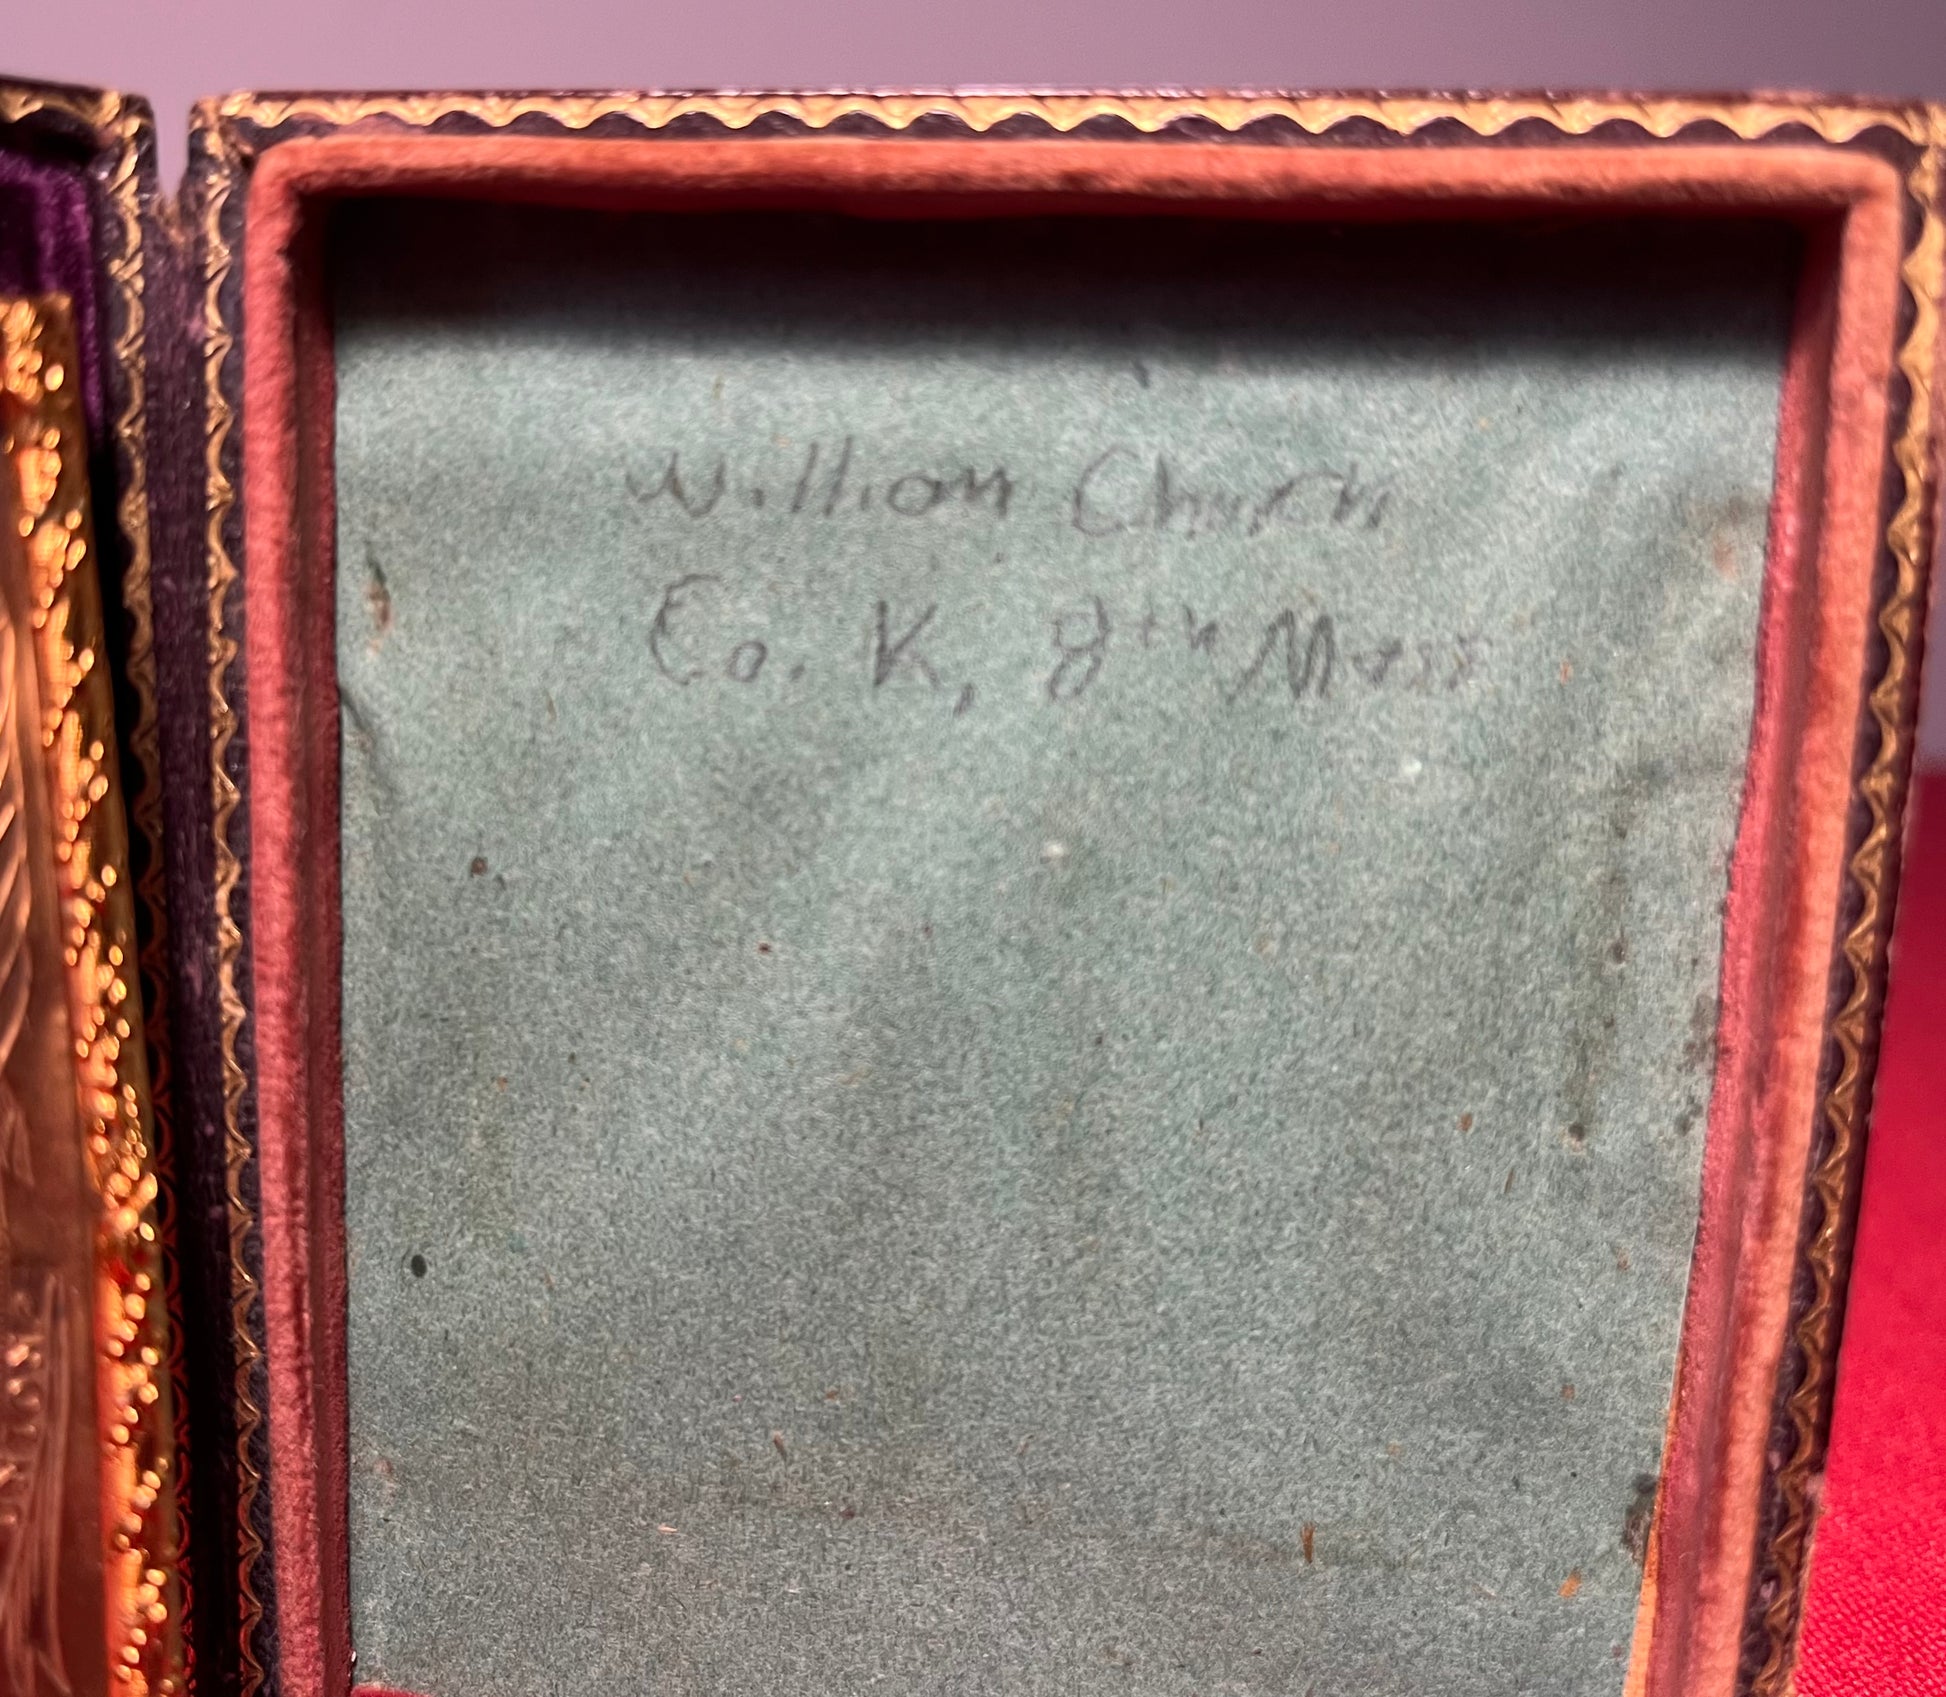 William Church
Co. K, 8th Mass